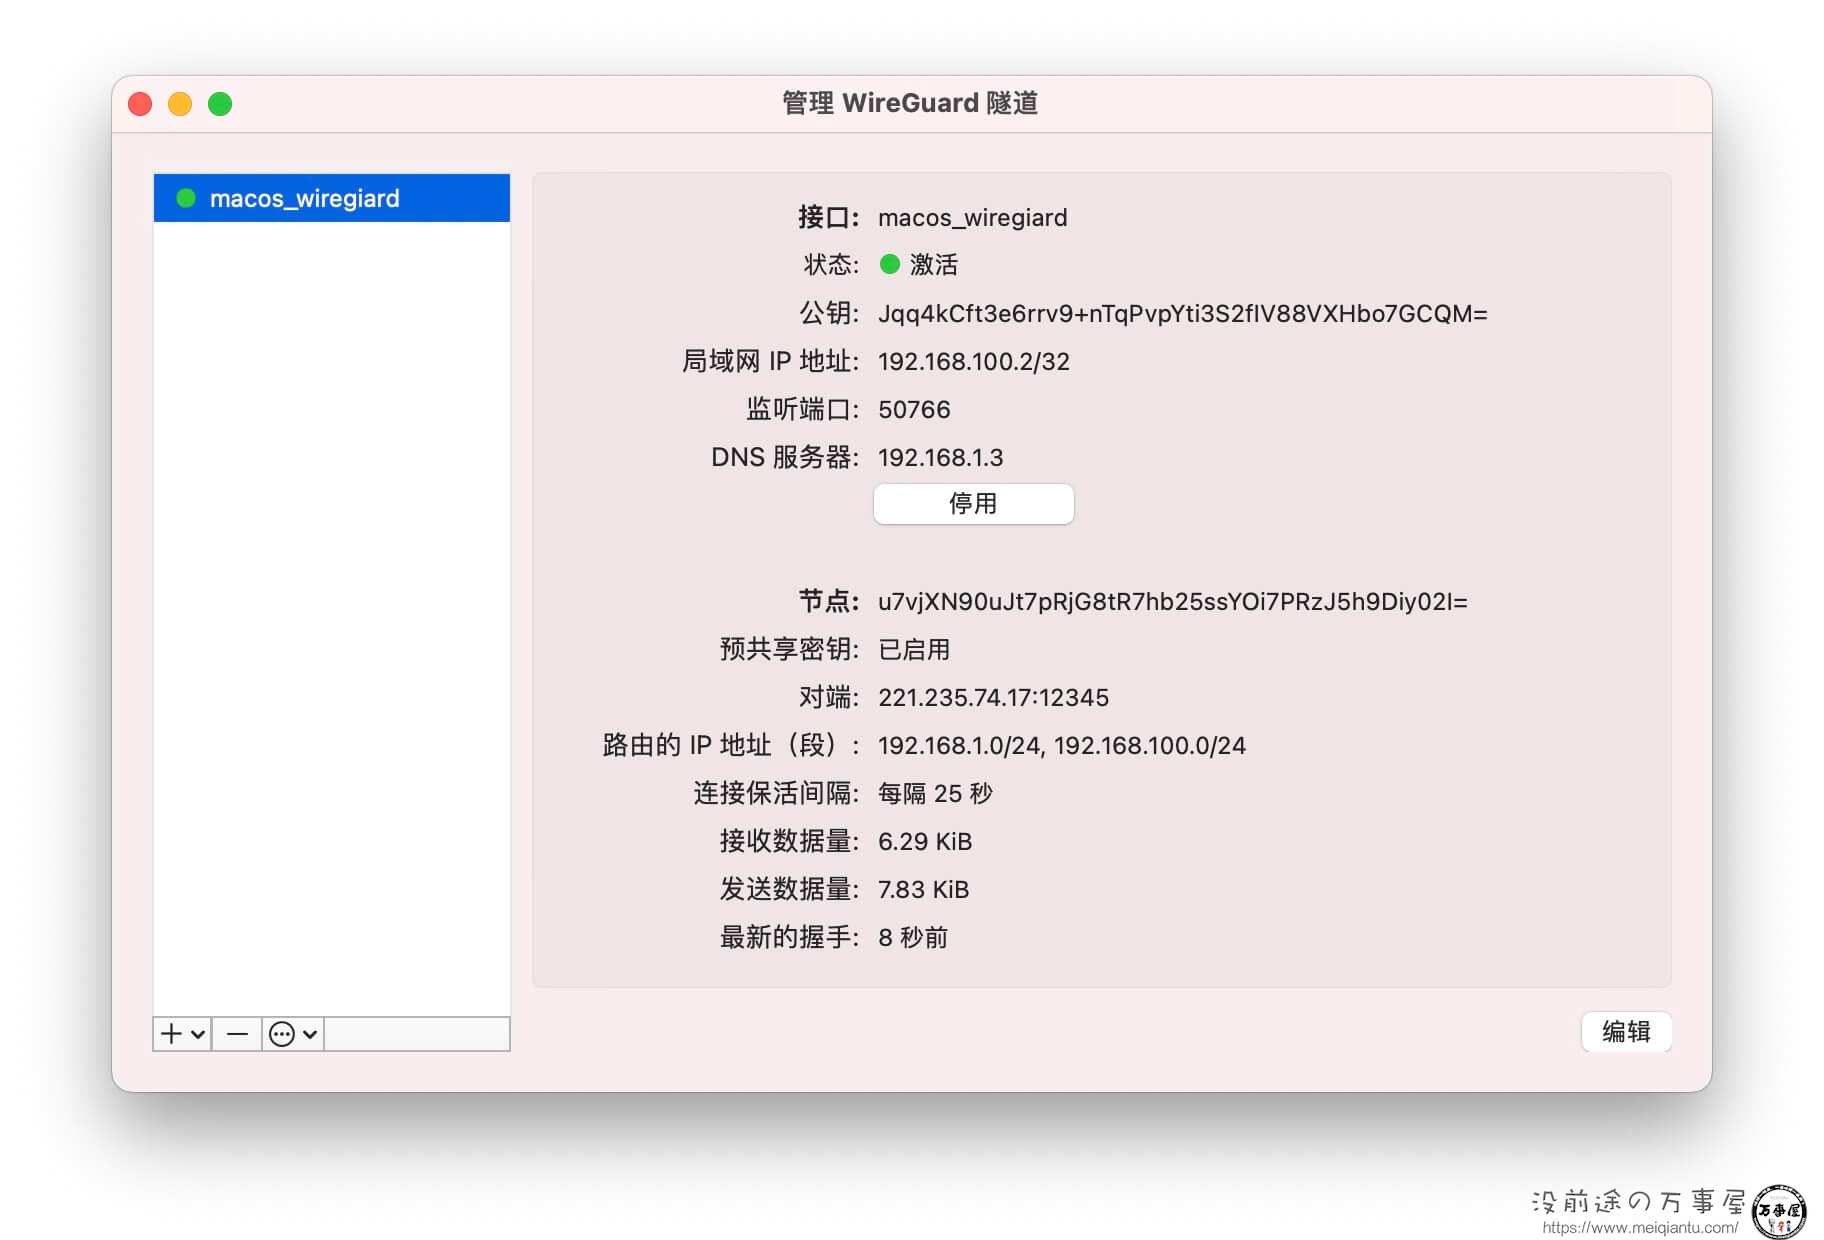 管理 WireGuard 隧道
macos_wiregiard
接口: macos_wiregiard
状态: 激活
公钥: Jqq4kCft3e6rrv9+nTqPvpYti3S2fIV88VXHbo7GCQM=
局域网 IP 地址: 192.168.100.2/32
监听端口: 50766
DNS 服务器: 192.168.1.3
停用
节点: u7vjXN90uJt7pRjG8tR7hb25ssYOi7PRzJ5h9Diy02I=
预共享密钥: 已启用
对端: 221.235.74.17:12345
路由的 IP 地址（段）: 192.168.1.0/24, 192.168.100.0/24
连接保活间隔: 每隔 25 秒
接收数据量: 6.29 KiB
发送数据量: 7.83 KiB
最新的握手: 8 秒前
编辑
没前途の万事屋
https://www.meiqiantu.com/
万事屋